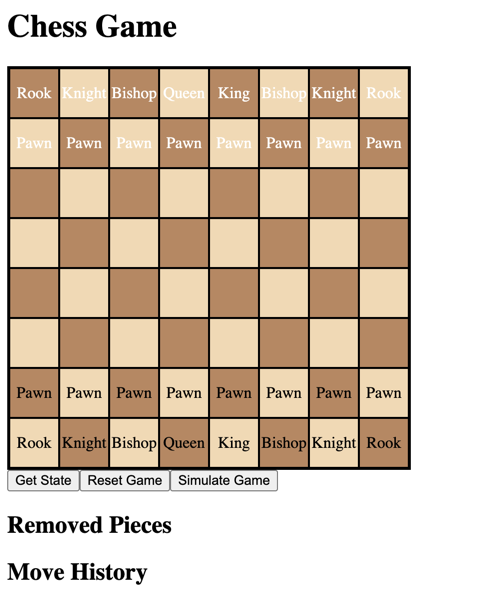 Chess Game
Rook Knight Bishop Queen King Bishop Knight Rook
Pawn Pawn Pawn Pawn Pawn Pawn Pawn Pawn
Pawn Pawn Pawn Pawn Pawn Pawn Pawn Pawn
Rook Knight Bishop Queen King Bishop Knight Rook
Get State Reset Game Simulate Game
Removed Pieces
Move History